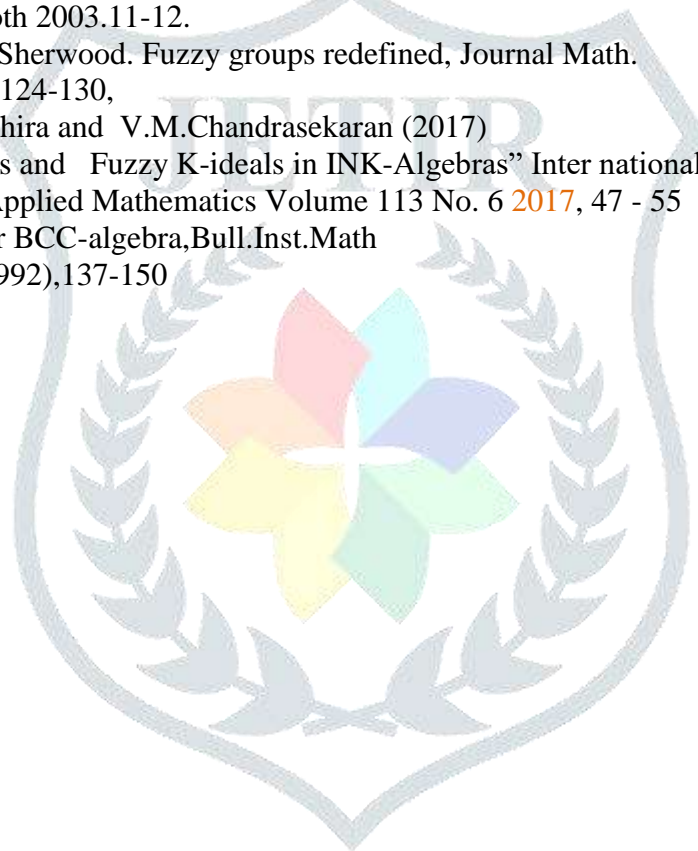 oth 2003.11-12.
Sherwood. Fuzzy groups redefined, Journal Math.
124-130,
hira and V.M.Chandrasekaran (2017)
s and Fuzzy K-ideals in INK-Algebras” Inter national
Applied Mathematics Volume 113 No. 6 2017, 47 - 55
r BCC-algebra,Bull.Inst.Math
992),137-150
JETIR